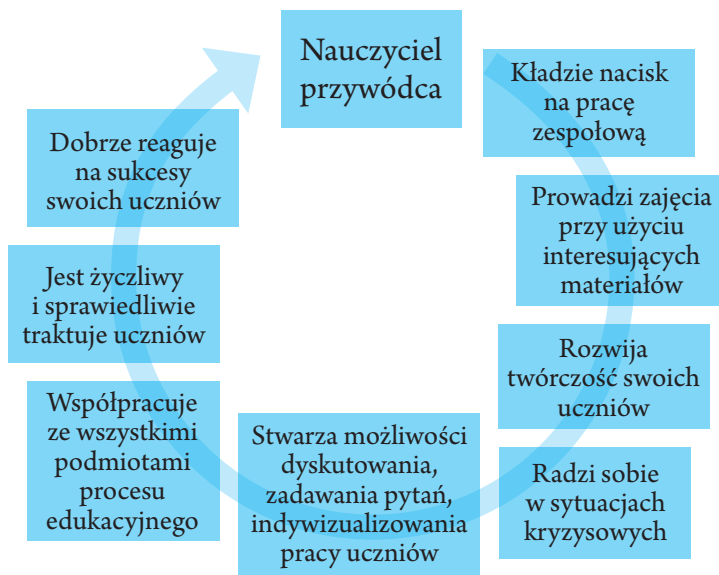 Nauczyciel
przywódca
Kładzie nacisk
na pracę
zespołową
Prowadzi zajęcia
przy użyciu
interesujących
materiałów
Rozwija
twórczość swoich
uczniów
Radzi sobie
w sytuacjach
kryzysowych
Stwarza możliwości
dyskutowania,
zadawania pytań,
indywizualizowania
pracy uczniów
Współpracuje
ze wszystkimi
podmiotami
procesu
edukacyjnego
Jest życzliwy
i sprawiedliwie
traktuje uczniów
Dobrze reaguje
na sukcesy
swoich uczniów